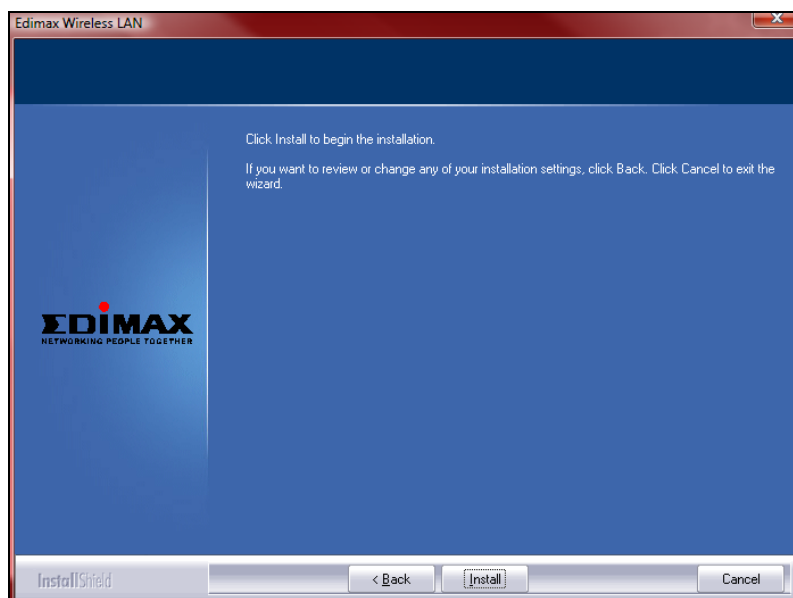 Edimax Wireless LAN
Click Install to begin the installation.
If you want to review or change any of your installation settings, click Back. Click Cancel to exit the
wizard.
EDIMAX
NETWORKING PEOPLE TOGETHER
InstallShield
< Back
Install
Cancel